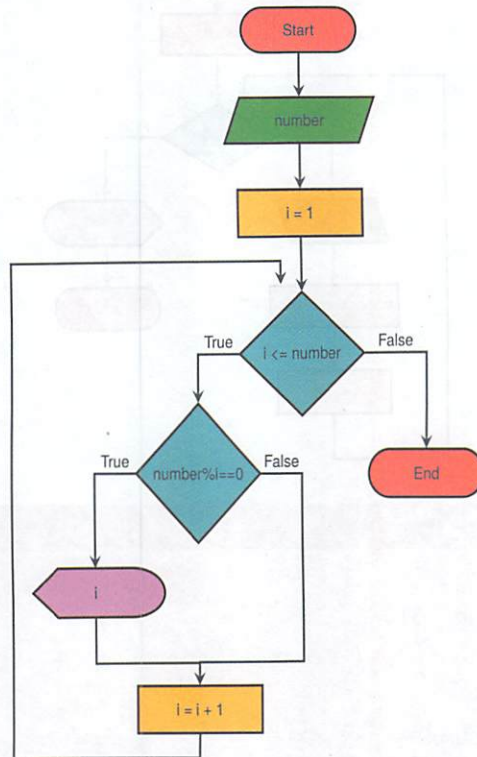 Start
number
i = 1
i <= number
True
False
number%i==0
True
False
End
i
i = i + 1